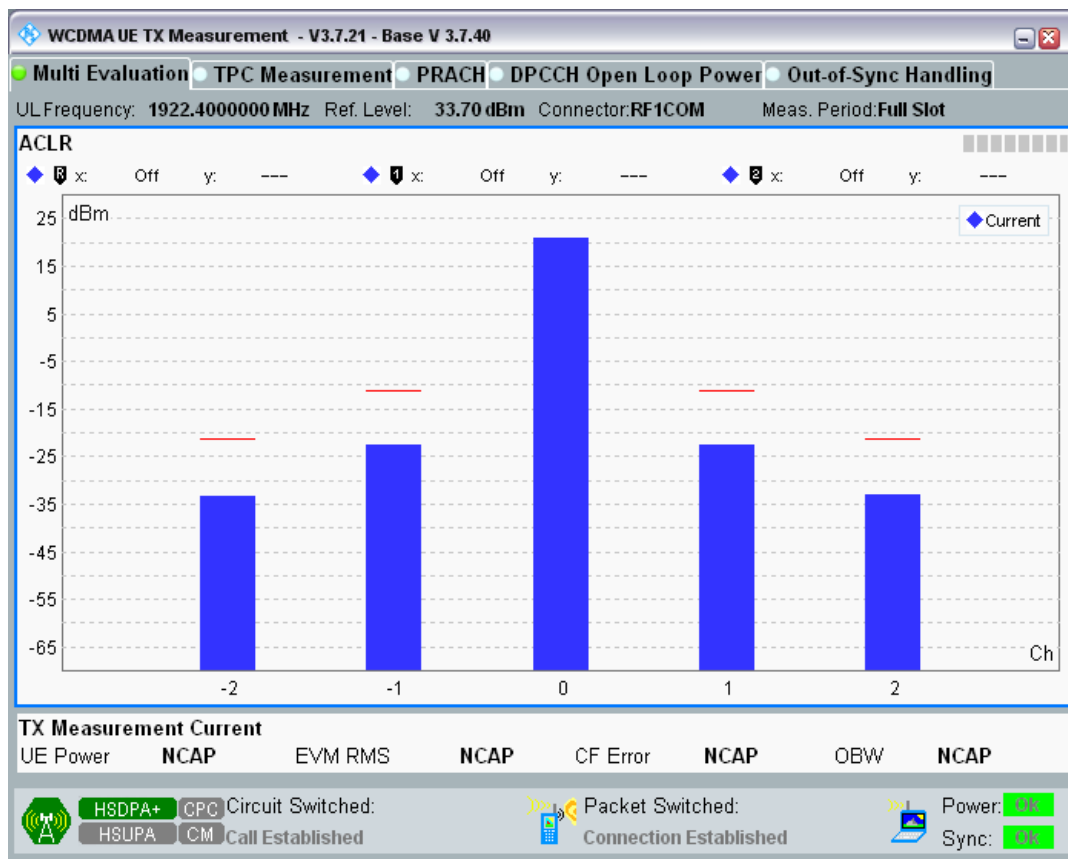 WCDMA UE TX Measurement - V3.7.21 - Base V 3.7.40
Multi Evaluation TPC Measurement PRACH DPCCH Open Loop Power Out-of-Sync Handling
UL Frequency: 1922.4000000 MHz Ref. Level: 33.70 dBm Connector:RF1COM Meas. Period:Full Slot
ACLR
R x: Off y: --- 1 x: Off y: --- 2 x: Off y: ---
dBm
Current
25
15
5
-5
-15
-25
-35
-45
-55
-65
Ch
-2 -1 0 1 2
TX Measurement Current
UE Power NCAP EVM RMS NCAP CF Error NCAP OBW NCAP
HSDPA+ CPC Circuit Switched: Packet Switched: Power: OK
HSUPA CM Call Established Connection Established Sync: OK